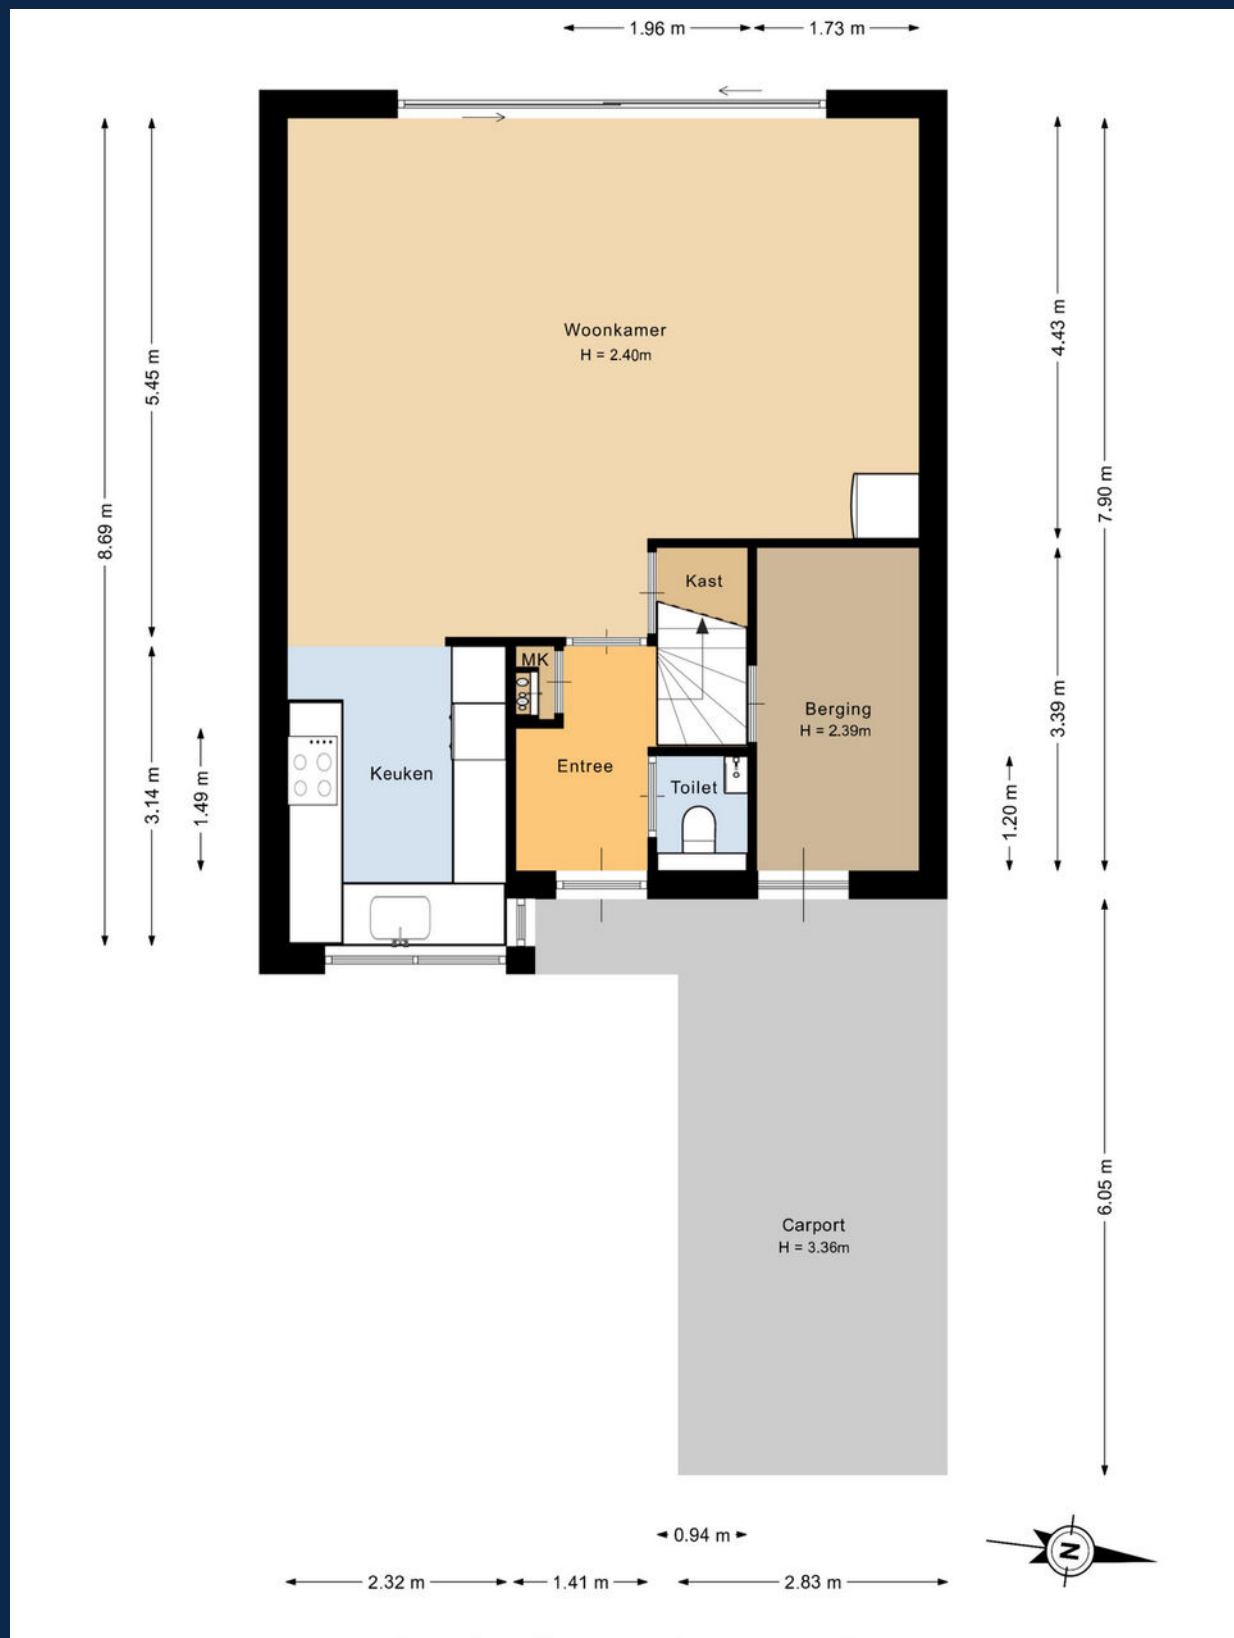 1.96 m
1.73 m
Woonkamer
H = 2.40m
5.45 m
4.43 m
8.69 m
7.90 m
Kast
MK
3.39 m
Berging
H = 2.39m
Entree
Keuken
Toilet
3.14 m
1.49 m
1.20 m
6.05 m
Carport
H = 3.36m
0.94 m
N
2.32 m
1.41 m
2.83 m